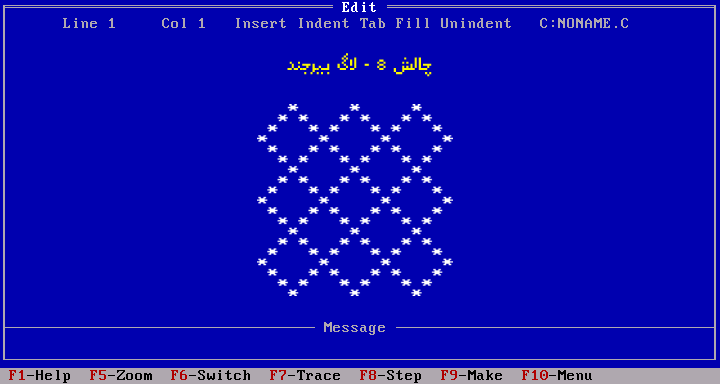 Edit
Line 1 Col 1 Insert Indent Tab Fill Unindent C:NONAME.C
چالش 8 - لاگ بیرجند
* * *
* * * * * *
* * * * * *
* * * *
* * * * * *
* * * * * *
* * *
* * * * * *
* * * * * *
* * * *
* * * * * *
* * * * * *
* * *
* * * * * *
* * * * * *
* * * *
* * * * * *
* * * * * *
* * *
Message
F1-Help F5-Zoom F6-Switch F7-Trace F8-Step F9-Make F10-Menu